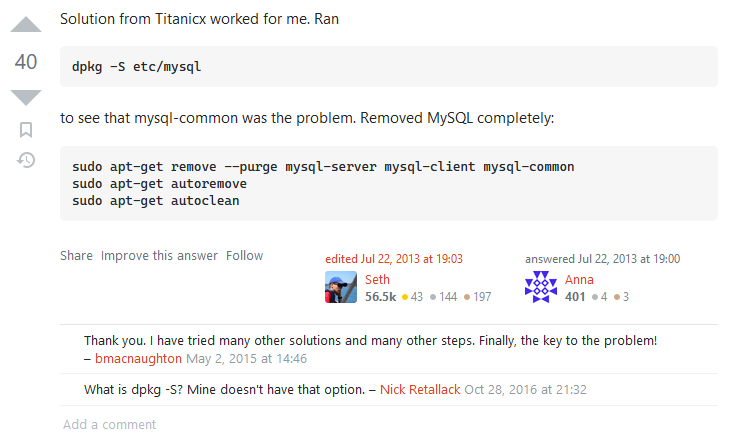 Solution from Titanicx worked for me. Ran
40
dpkg -S etc/mysql
to see that mysql-common was the problem. Removed MySQL completely:
sudo apt-get remove --purge mysql-server mysql-client mysql-common
sudo apt-get autoremove
sudo apt-get autoclean
Share Improve this answer Follow
edited Jul 22, 2013 at 19:03
Seth
56.5k 43 144 197
answered Jul 22, 2013 at 19:00
Anna
401 4 3
Thank you. I have tried many other solutions and many other steps. Finally, the key to the problem!
– bmacnaughton May 2, 2015 at 14:46
What is dpkg -S? Mine doesn't have that option. – Nick Retallack Oct 28, 2016 at 21:32
Add a comment